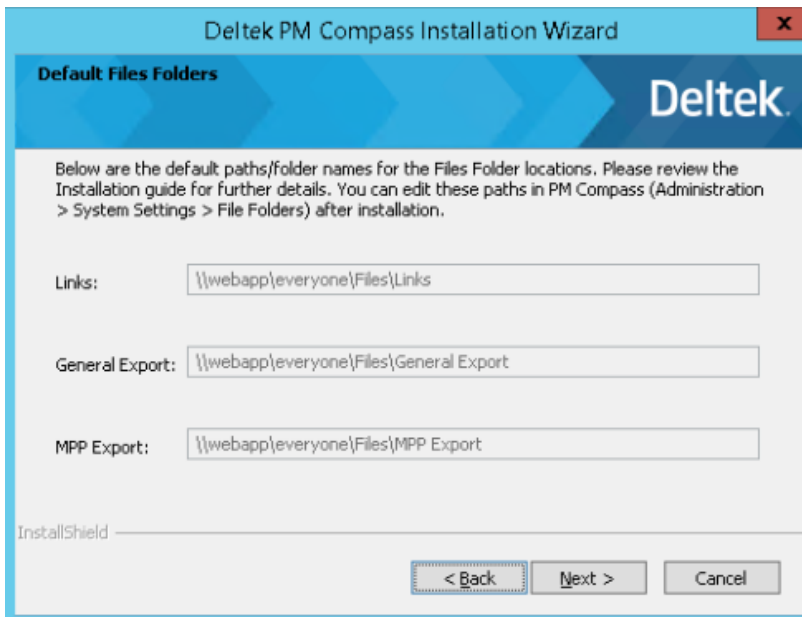 Deltek PM Compass Installation Wizard
x
Default Files Folders
Deltek.
Below are the default paths/folder names for the Files Folder locations. Please review the
Installation guide for further details. You can edit these paths in PM Compass (Administration
> System Settings > File Folders) after installation.
Links: \\webapp\everyone\Files\Links
General Export: \\webapp\everyone\Files\General Export
MPP Export: \\webapp\everyone\Files\MPP Export
InstallShield
< Back Next > Cancel